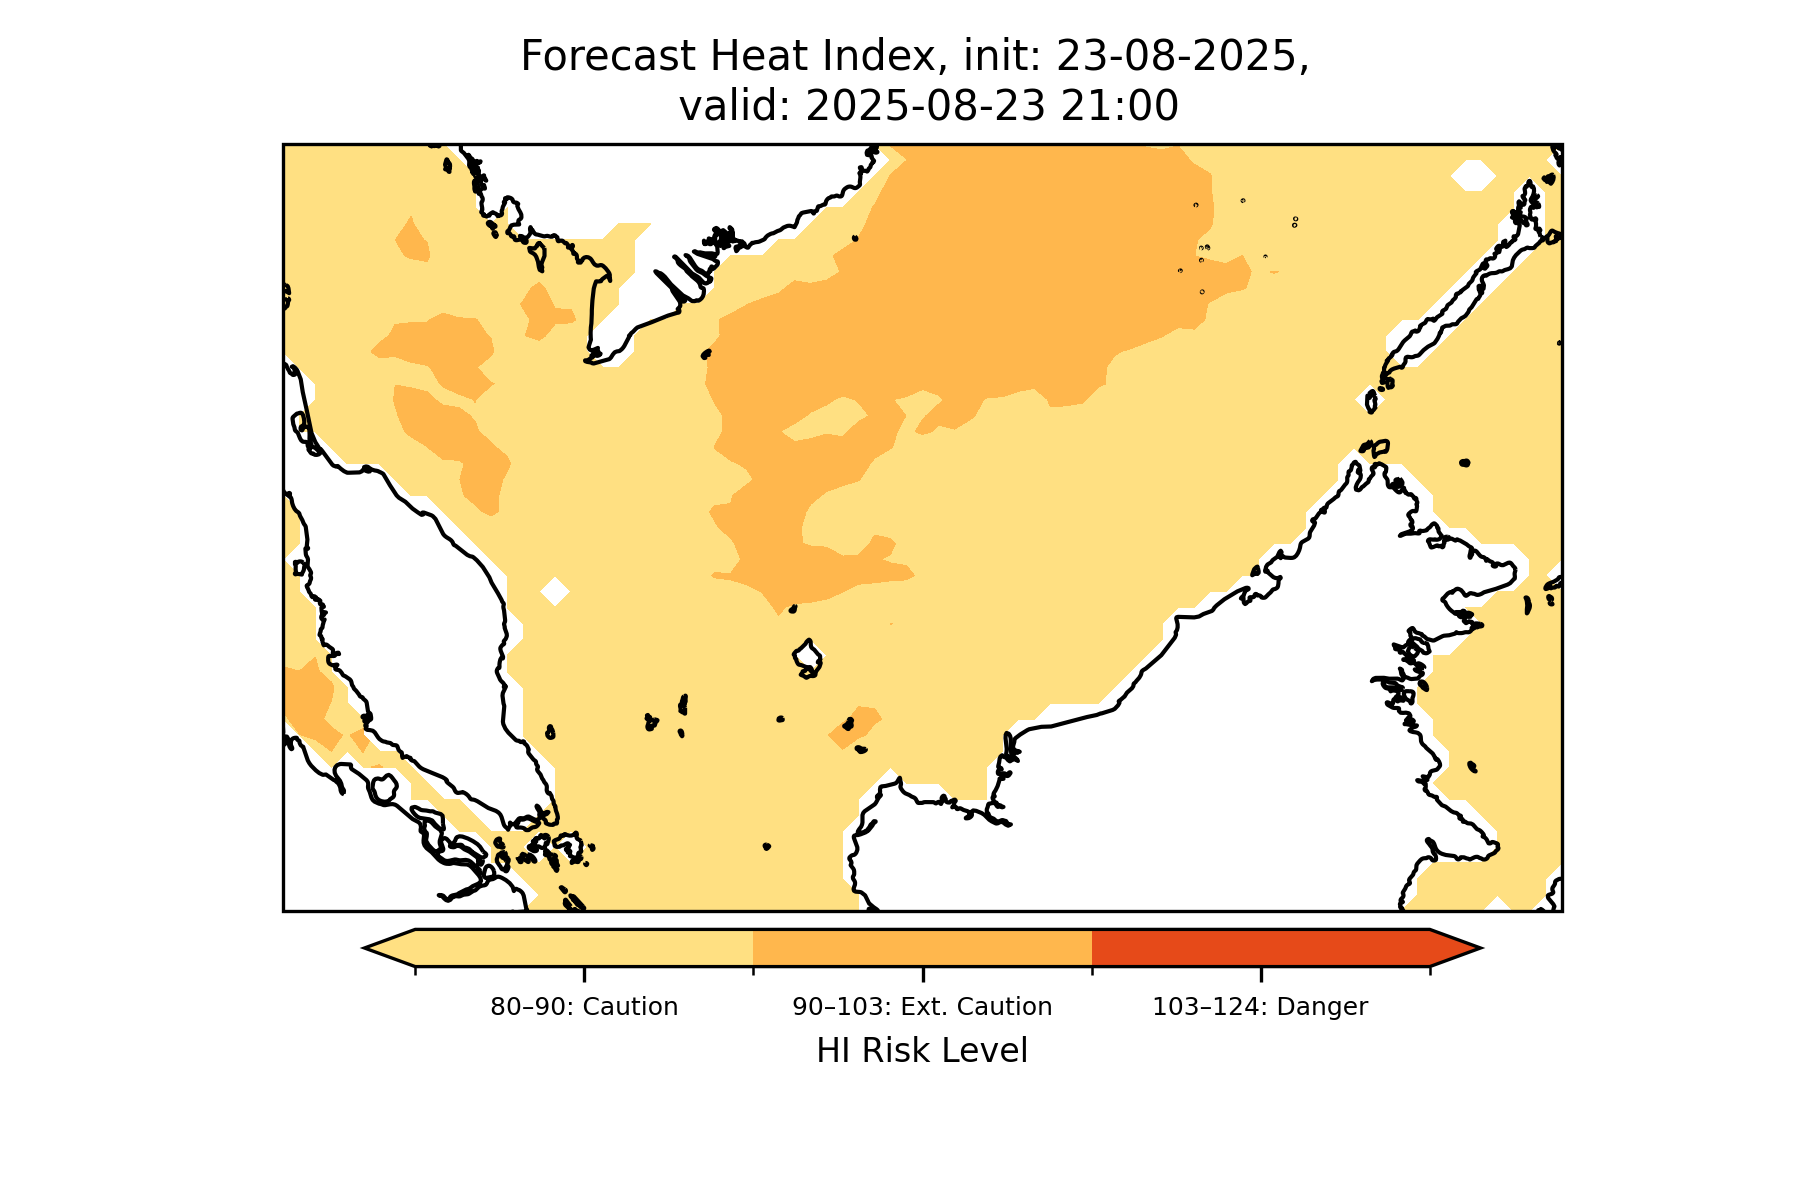 Forecast Heat Index, init: 23-08-2025,
valid: 2025-08-23 21:00
80–90: Caution
90–103: Ext. Caution
103–124: Danger
HI Risk Level